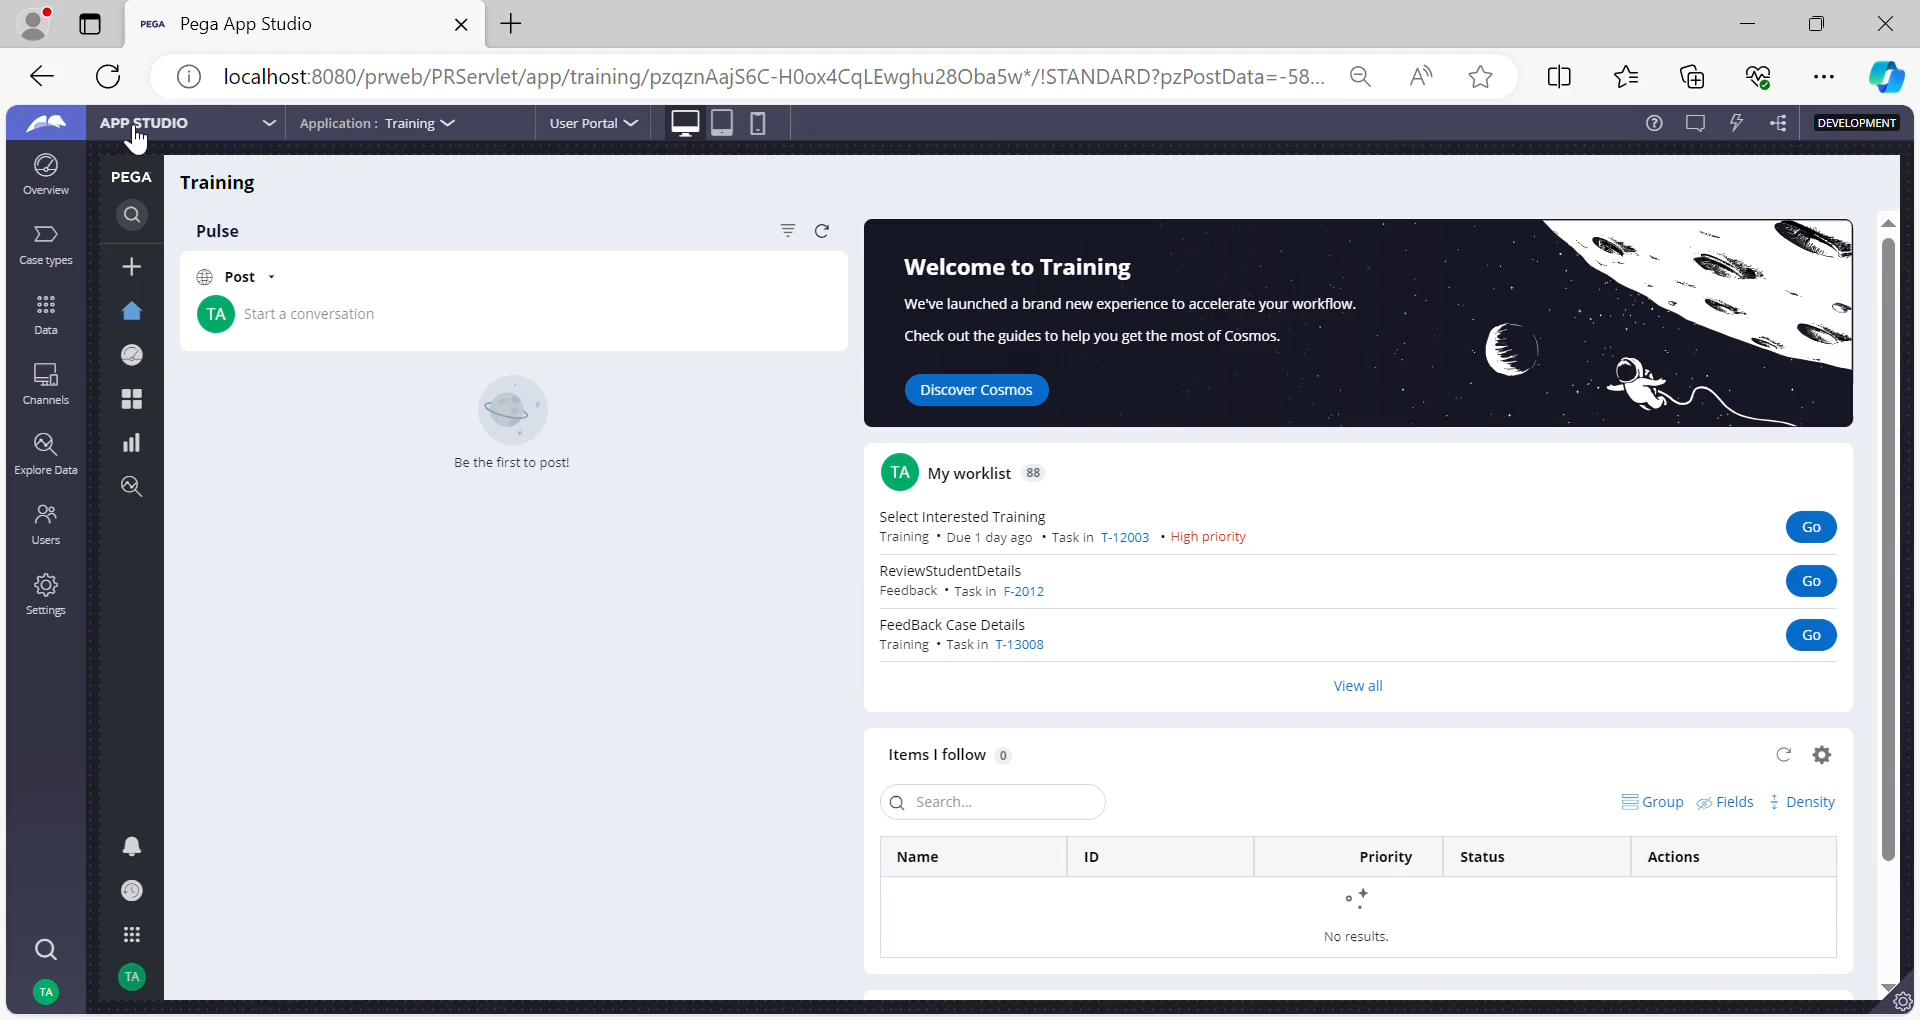 PEGA Pega App Studio
localhost:8080/prweb/PRServlet/app/training/pzqznAajS6C-H0ox4CqLEwghu28Oba5w*/!STANDARD?pzPostData=-58...
APP STUDIO
Application : Training
User Portal
DEVELOPMENT
Overview
Case types
Data
Channels
Explore Data
Users
Settings
TA
PEGA
TA
Training
Pulse
Post
TA Start a conversation
Be the first to post!
Welcome to Training
We've launched a brand new experience to accelerate your workflow.
Check out the guides to help you get the most of Cosmos.
Discover Cosmos
TA My worklist 88
Select Interested Training
Training • Due 1 day ago • Task in T-12003 • High priority
Go
ReviewStudentDetails
Feedback • Task in F-2012
Go
FeedBack Case Details
Training • Task in T-13008
Go
View all
Items I follow 0
Search...
Group Fields Density
Name ID Priority Status Actions
No results.